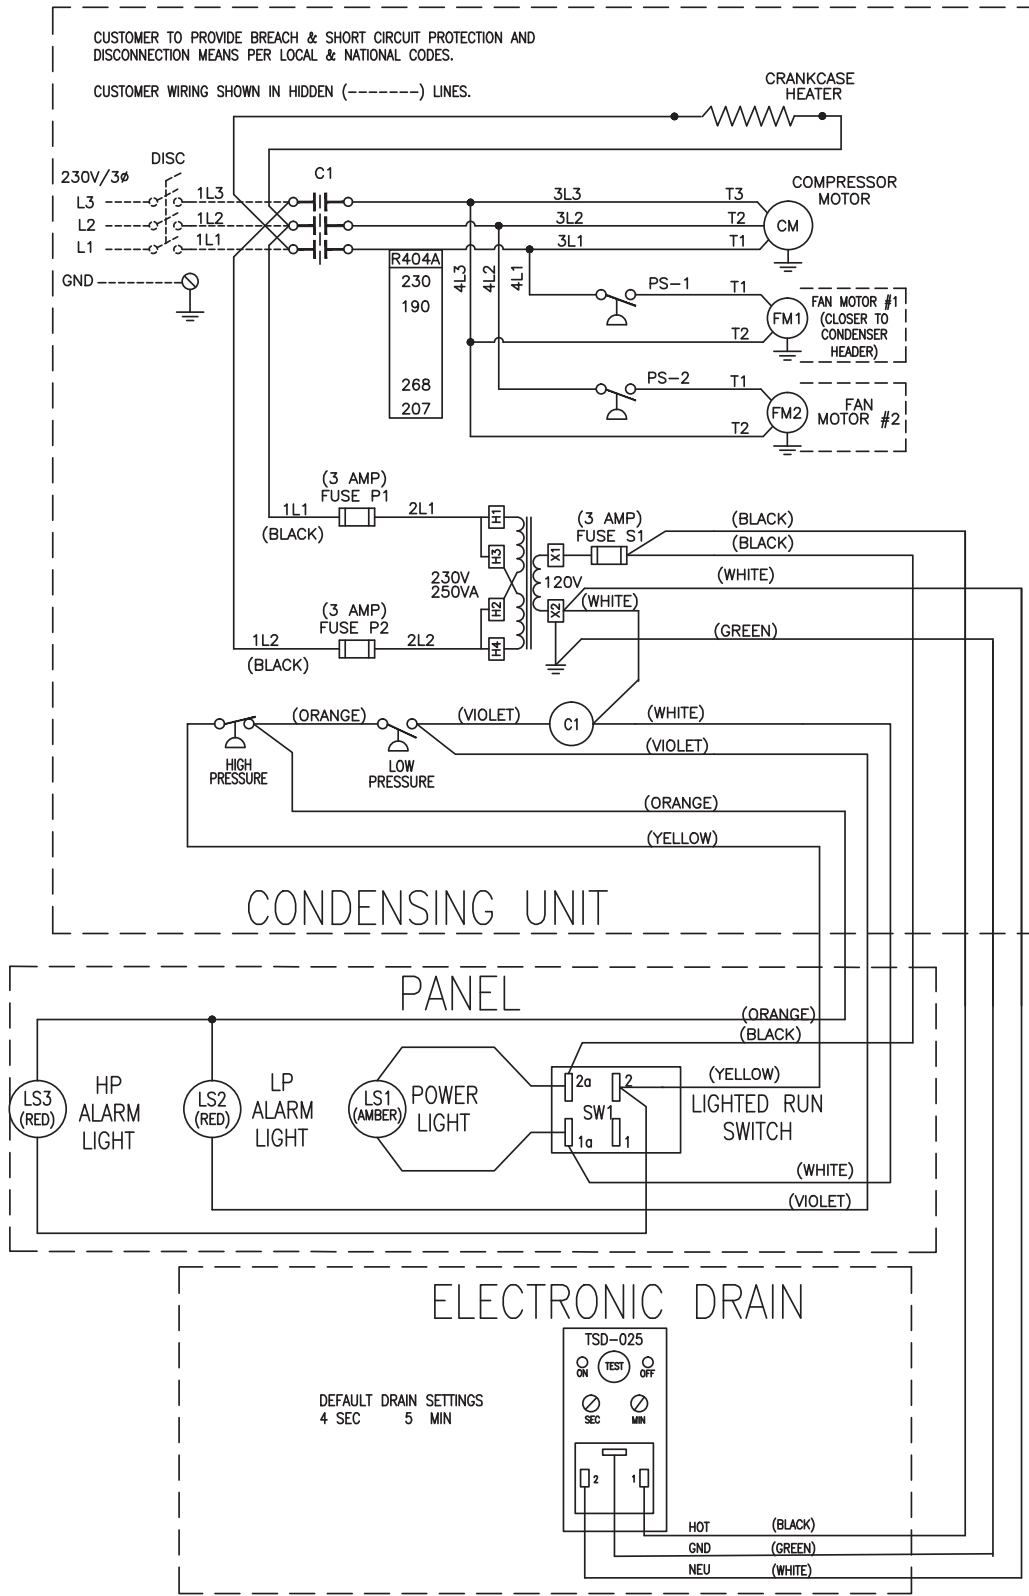 CUSTOMER TO PROVIDE BREACH & SHORT CIRCUIT PROTECTION AND
DISCONNECTION MEANS PER LOCAL & NATIONAL CODES.
CUSTOMER WIRING SHOWN IN HIDDEN (-------) LINES.
CRANKCASE
HEATER
DISC
230V/3ø
C1
L3
1L3
3L3
T3
COMPRESSOR
MOTOR
L2
1L2
3L2
T2
CM
L1
1L1
3L1
T1
GND
R404A
230
190
268
207
4L3
4L2
4L1
PS-1
T1
FM1
T2
FAN MOTOR #1
(CLOSER TO
CONDENSER
HEADER)
PS-2
T1
FM2
T2
FAN
MOTOR #2
(3 AMP)
FUSE P1
1L1
2L1
(BLACK)
H1
H3
H2
H4
230V
250VA
X1
X2
120V
(3 AMP)
FUSE S1
(BLACK)
(BLACK)
(WHITE)
(WHITE)
(GREEN)
(3 AMP)
FUSE P2
1L2
2L2
(BLACK)
(ORANGE)
(VIOLET)
C1
(WHITE)
(VIOLET)
HIGH
PRESSURE
LOW
PRESSURE
(ORANGE)
(YELLOW)
CONDENSING UNIT
PANEL
(ORANGE)
(BLACK)
LS3
(RED)
HP
ALARM
LIGHT
LS2
(RED)
LP
ALARM
LIGHT
LS1
(AMBER)
POWER
LIGHT
2a
2
SW1
1a
1
(YELLOW)
LIGHTED RUN
SWITCH
(WHITE)
(VIOLET)
ELECTRONIC DRAIN
TSD-025
ON
TEST
OFF
SEC
MIN
DEFAULT DRAIN SETTINGS
4 SEC 5 MIN
2
1
HOT (BLACK)
GND (GREEN)
NEU (WHITE)